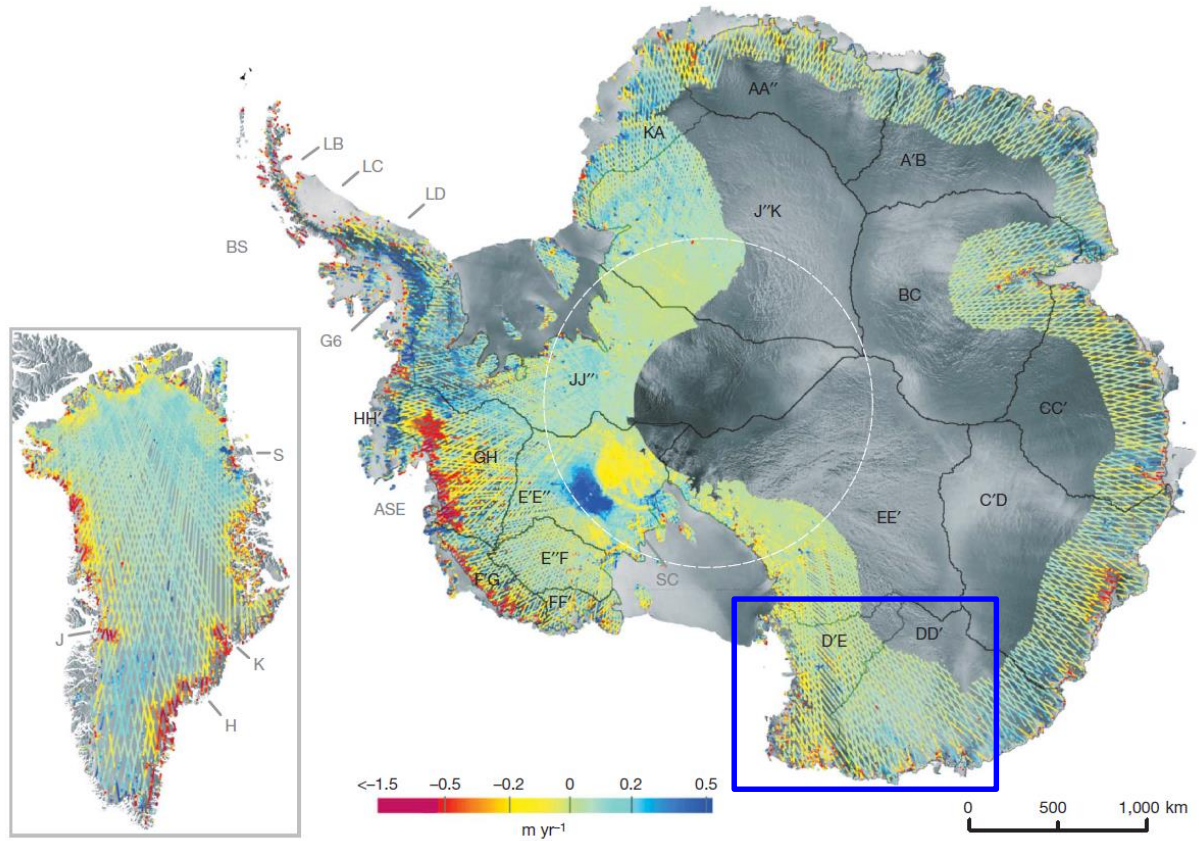 AA″
KA
A′B
LB
LC
LD
J″K
BS
BC
G6
JJ″
HH′
CC′
GH
S
E′E″
C′D
ASE
EE′
E″F
SC
FF′
J
D′E
DD′
K
H
<–1.5 –0.5 –0.2 0 0.2 0.5
m yr⁻¹
0 500 1,000 km